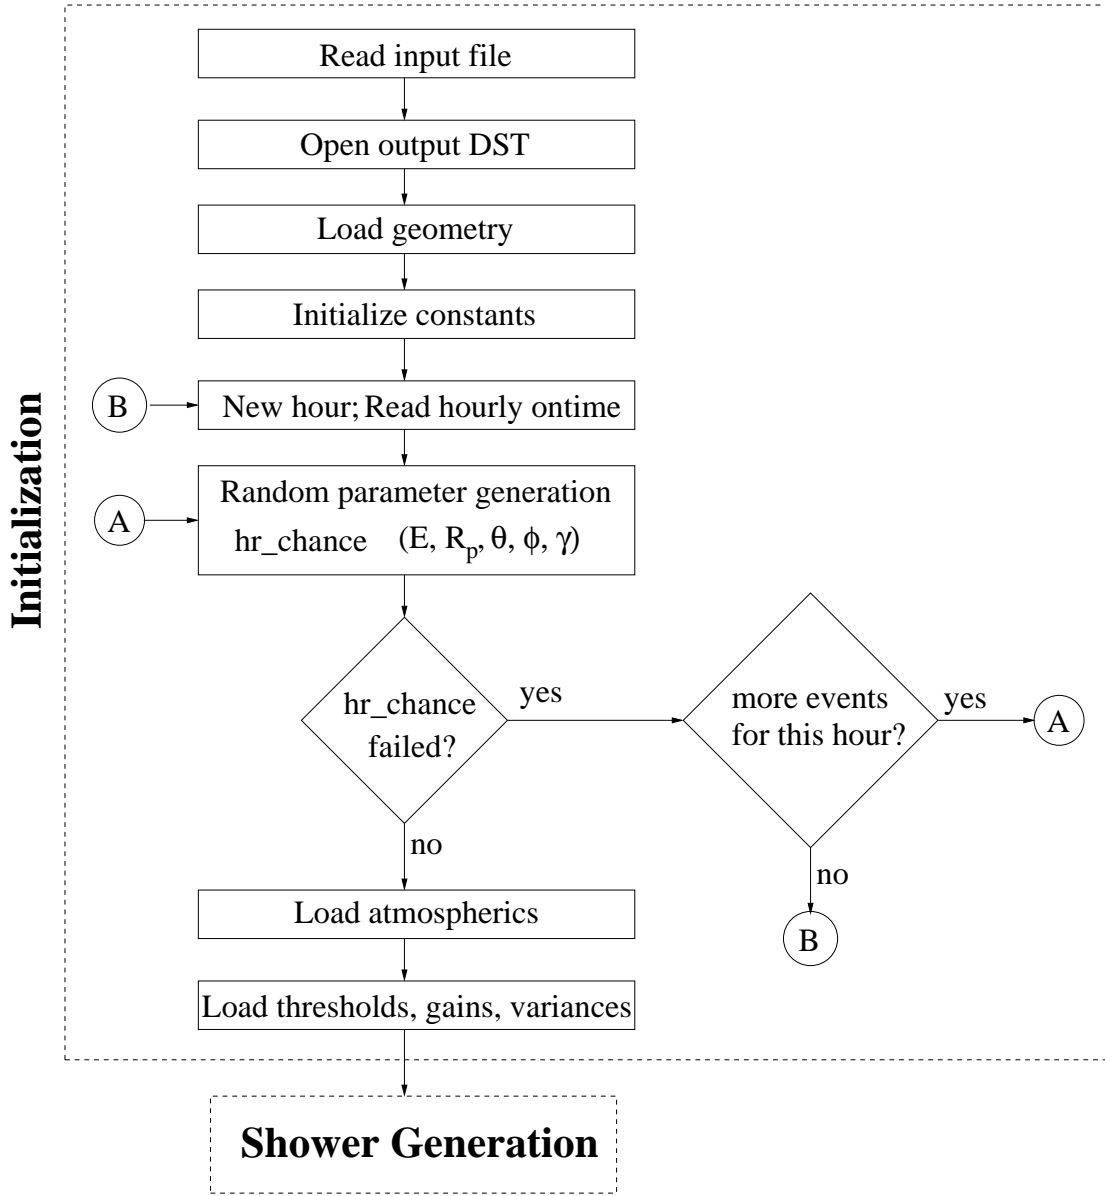 Read input file
Open output DST
Load geometry
Initialize constants
B
New hour; Read hourly ontime
Initialization
Random parameter generation
A
hr_chance (E, R_p, θ, ϕ, γ)
hr_chance
failed?
yes
more events
for this hour?
yes
A
no
no
B
Load atmospherics
Load thresholds, gains, variances
Shower Generation